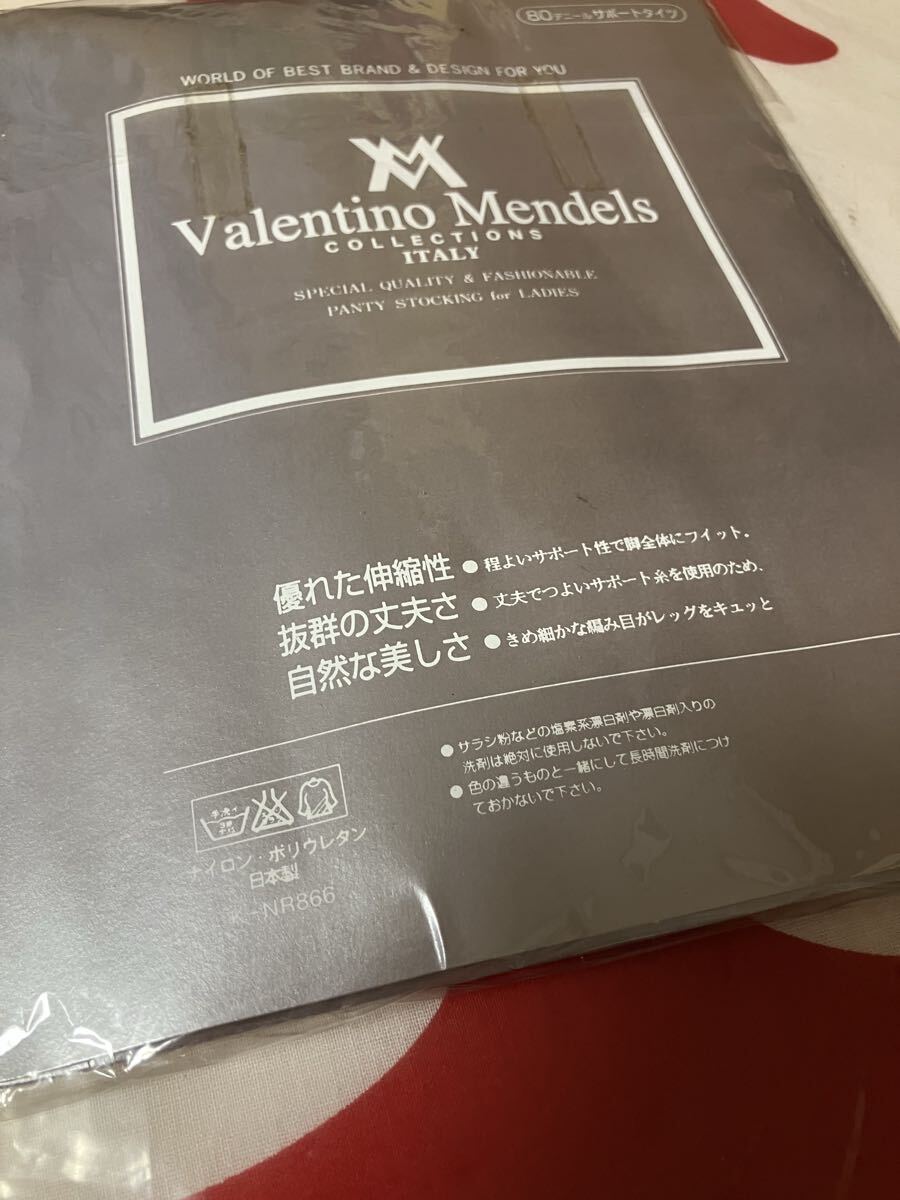 80デニールサポートタイツ
WORLD OF BEST BRAND & DESIGN FOR YOU
VM
Valentino Mendels
COLLECTIONS
ITALY
SPECIAL QUALITY & FASHIONABLE
PANTY STOCKING for LADIES
優れた伸縮性 ● 程よいサポート性で脚全体にフイット。
抜群の丈夫さ ● 丈夫でつよいサポート糸を使用のため、
自然な美しさ ● きめ細かな編み目がレッグをキュッと
● サラシ粉などの塩素系漂白剤や漂白剤入りの
洗剤は絶対に使用しないで下さい。
● 色の違うものと一緒にして長時間洗剤につけ
ておかないで下さい。
手洗イ
ナイロン・ポリウレタン
日本製
K-NR866